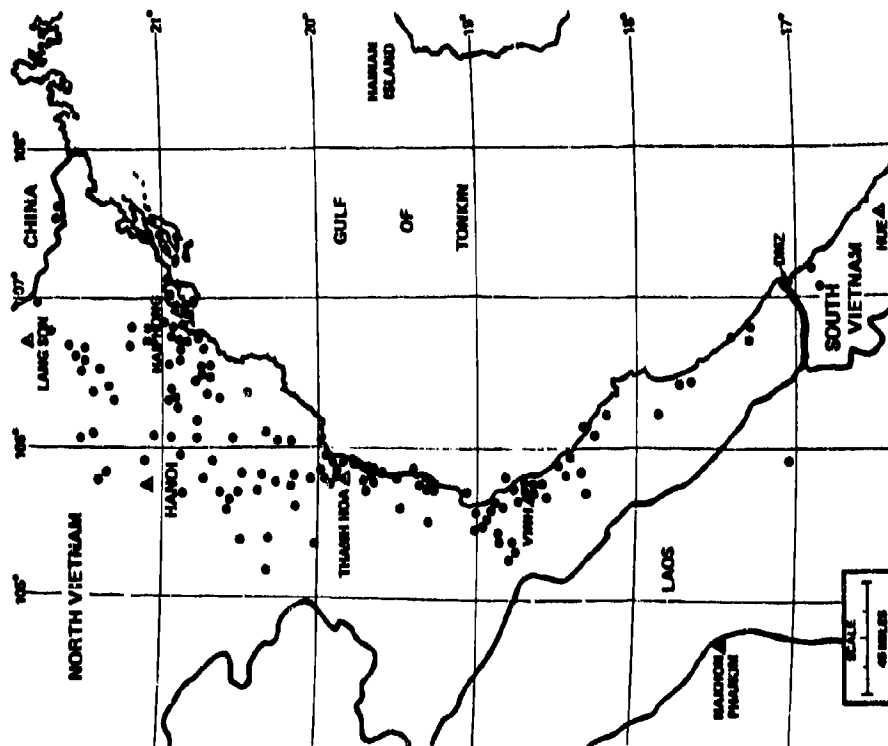 NORTH VIETNAM
HANOI
LANG SON
CHINA
HAIPHONG
THANH HOA
GULF
OF
TONKIN
HAINAN
ISLAND
VINH
LAOS
NAKHON
PHANOM
DMZ
SOUTH
VIETNAM
HUE
105°
106°
107°
108°
21°
20°
19°
18°
17°
SCALE
MILES